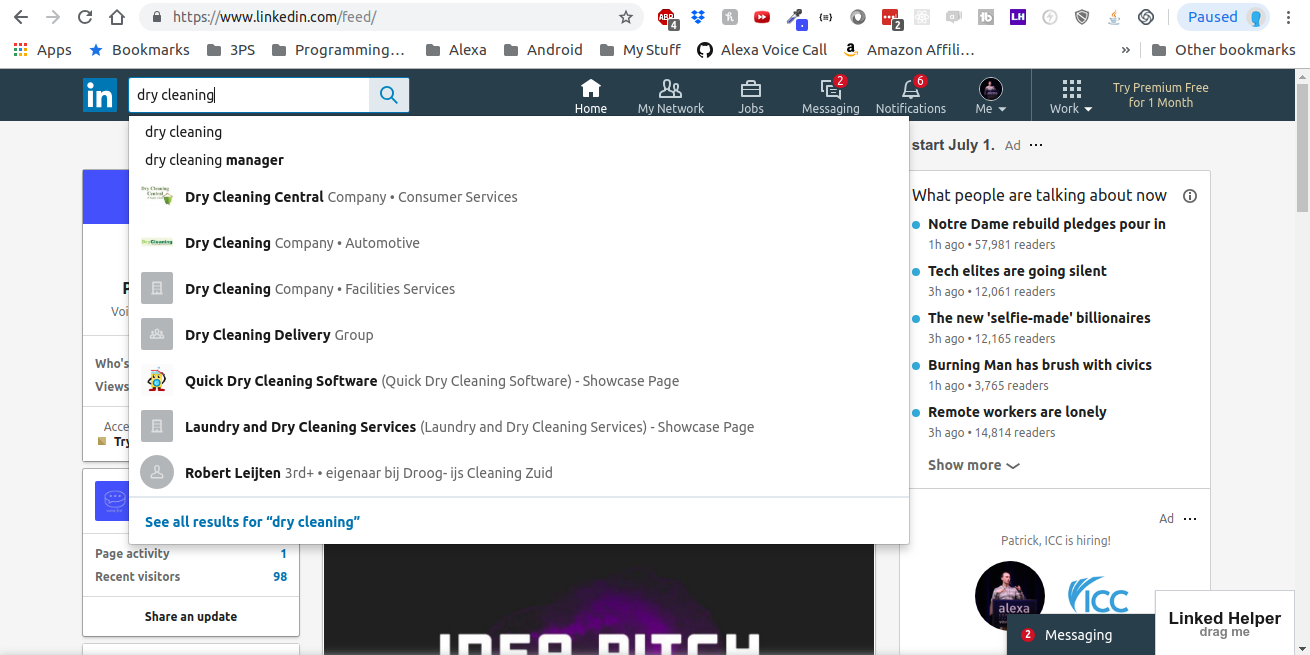 https://www.linkedin.com/feed/
ABP
4
2
LH
Paused
Apps
Bookmarks
3PS
Programming…
Alexa
Android
My Stuff
Alexa Voice Call
Amazon Affili…
»
Other bookmarks
in
dry cleaning
Home
My Network
Jobs
2
Messaging
6
Notifications
Me
Work
Try Premium Free
for 1 Month
dry cleaning
dry cleaning manager
Dry Cleaning Central Company • Consumer Services
Dry Cleaning Company • Automotive
Dry Cleaning Company • Facilities Services
Dry Cleaning Delivery Group
Quick Dry Cleaning Software (Quick Dry Cleaning Software) - Showcase Page
Laundry and Dry Cleaning Services (Laundry and Dry Cleaning Services) - Showcase Page
Robert Leijten 3rd+ • eigenaar bij Droog- ijs Cleaning Zuid
See all results for “dry cleaning”
Voi
Who's
Views
Acce
Try
Page activity 1
Recent visitors 98
Share an update
IDEA PITCH
start July 1. Ad ···
What people are talking about now
Notre Dame rebuild pledges pour in
1h ago • 57,981 readers
Tech elites are going silent
3h ago • 12,061 readers
The new 'selfie-made' billionaires
3h ago • 12,165 readers
Burning Man has brush with civics
1h ago • 3,765 readers
Remote workers are lonely
3h ago • 14,814 readers
Show more
Ad ···
Patrick, ICC is hiring!
alexa
ICC
2 Messaging
Linked Helper
drag me